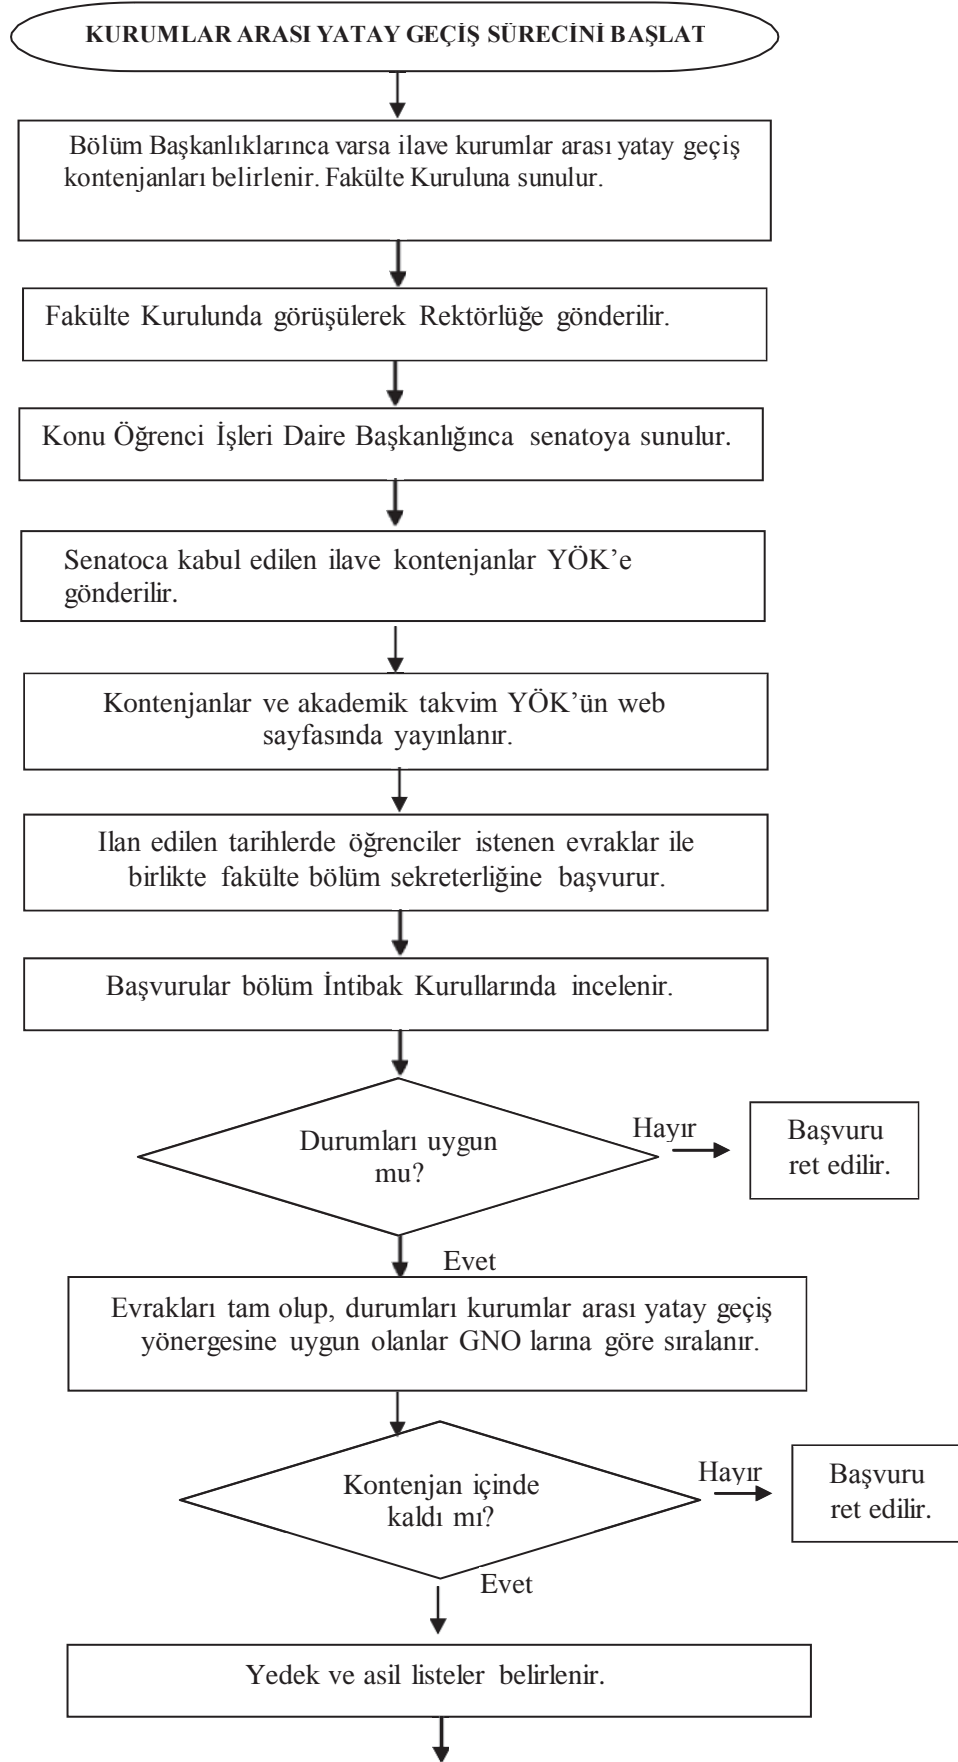 KURUMLAR ARASI YATAY GEÇİŞ SÜRECİNİ BAŞLAT
Bölüm Başkanlıklarınca varsa ilave kurumlar arası yatay geçiş
kontenjanları belirlenir. Fakülte Kuruluna sunulur.
Fakülte Kurulunda görüşülerek Rektörlüğe gönderilir.
Konu Öğrenci İşleri Daire Başkanlığınca senatoya sunulur.
Senatoca kabul edilen ilave kontenjanlar YÖK’e
gönderilir.
Kontenjanlar ve akademik takvim YÖK’ün web
sayfasında yayınlanır.
Ilan edilen tarihlerde öğrenciler istenen evraklar ile
birlikte fakülte bölüm sekreterliğine başvurur.
Başvurular bölüm İntibak Kurullarında incelenir.
Durumları uygun
mu?
Hayır
Başvuru
ret edilir.
Evet
Evrakları tam olup, durumları kurumlar arası yatay geçiş
yönergesine uygun olanlar GNO larına göre sıralanır.
Kontenjan içinde
kaldı mı?
Hayır
Başvuru
ret edilir.
Evet
Yedek ve asil listeler belirlenir.